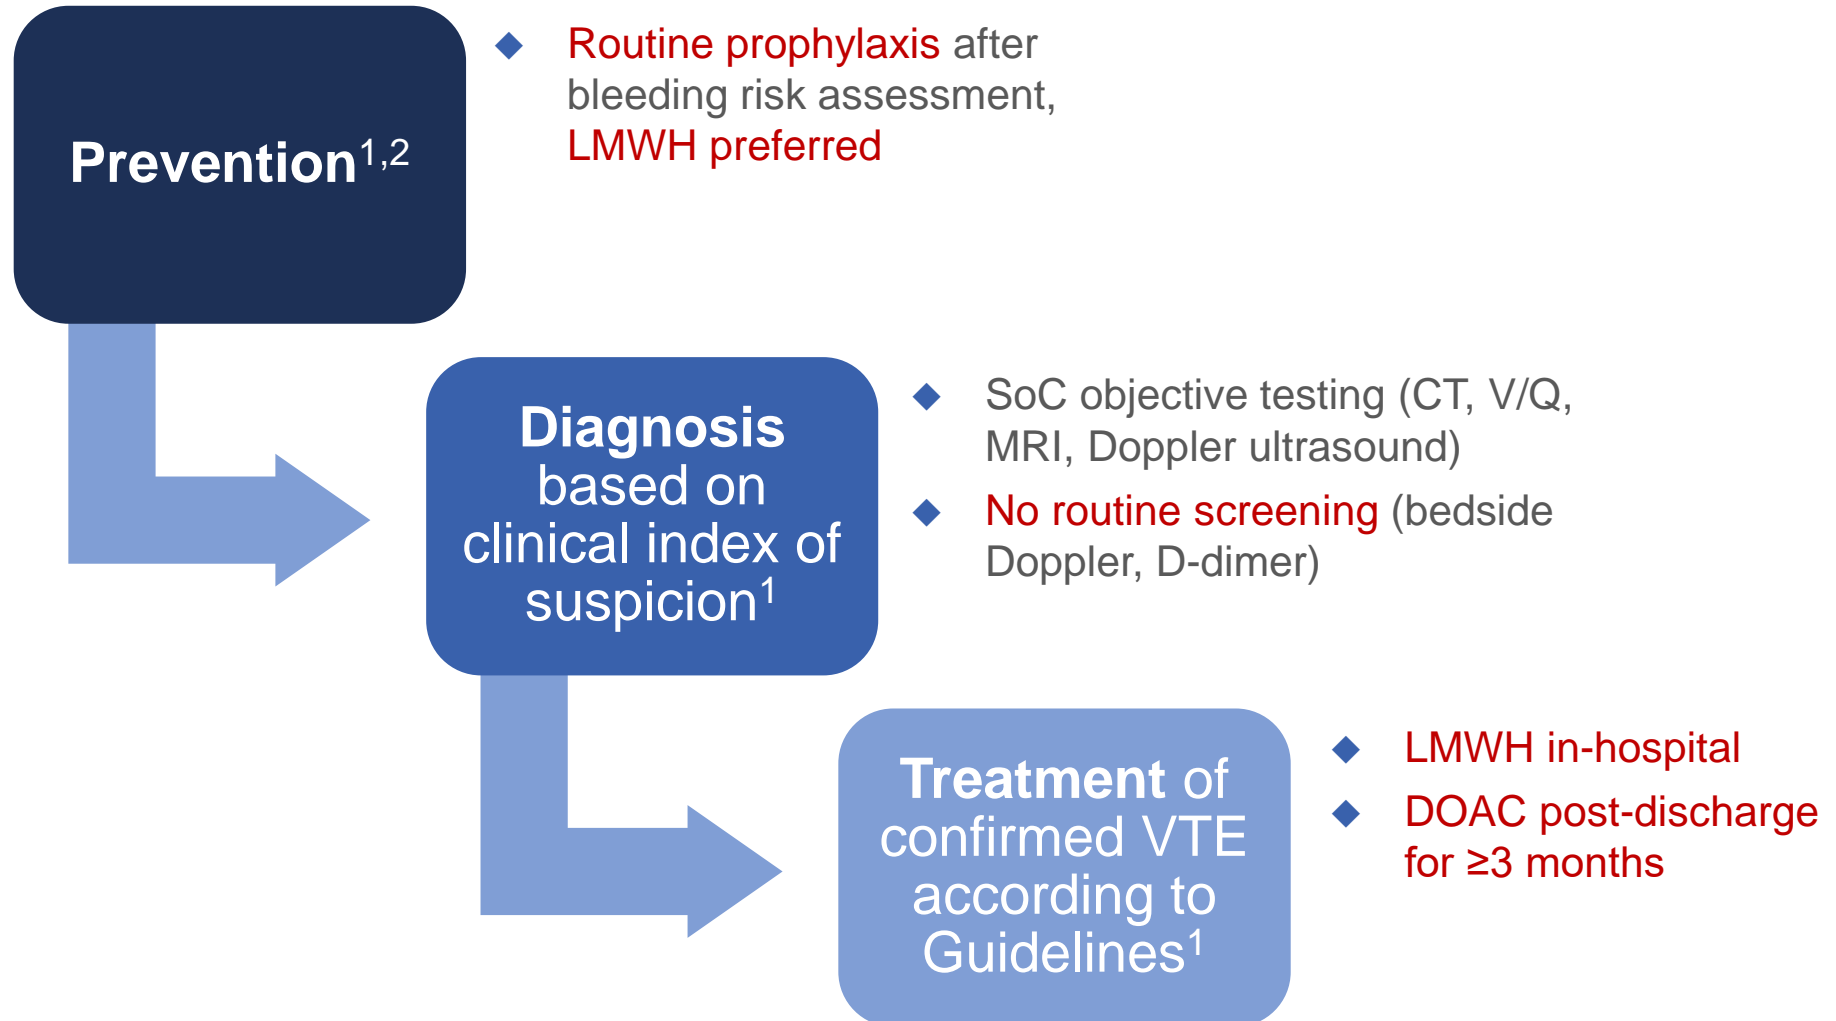 Prevention1,2
◆ Routine prophylaxis after
bleeding risk assessment,
LMWH preferred
Diagnosis
based on
clinical index of
suspicion1
◆ SoC objective testing (CT, V/Q,
MRI, Doppler ultrasound)
◆ No routine screening (bedside
Doppler, D-dimer)
Treatment of
confirmed VTE
according to
Guidelines1
◆ LMWH in-hospital
◆ DOAC post-discharge
for ≥3 months